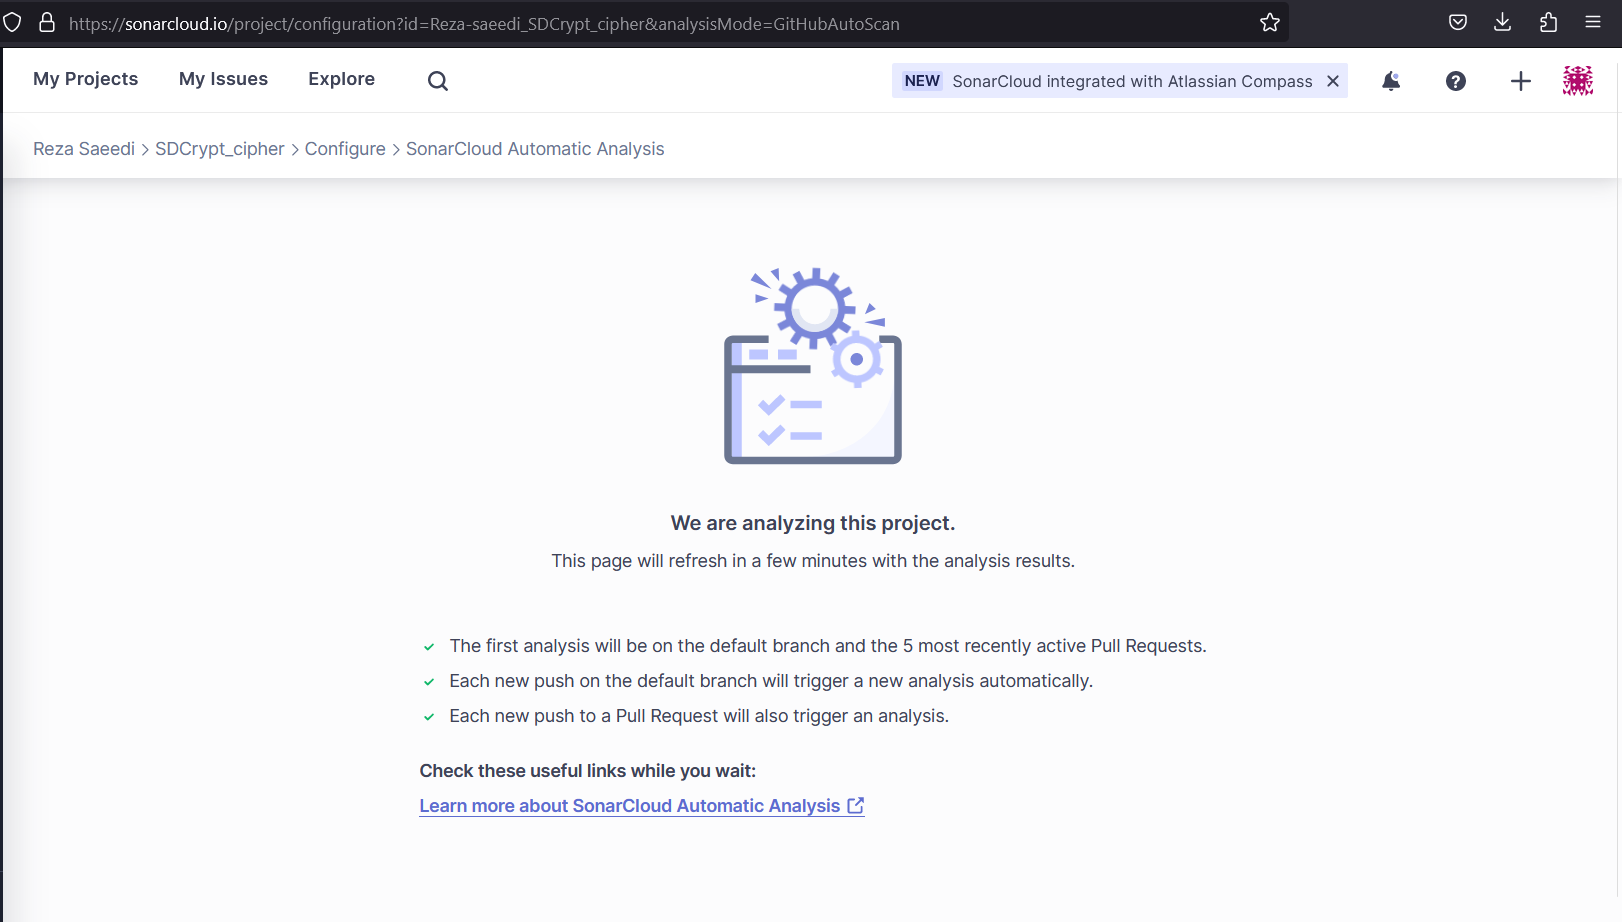 https://sonarcloud.io/project/configuration?id=Reza-saeedi_SDCrypt_cipher&analysisMode=GitHubAutoScan
My Projects My Issues Explore NEW SonarCloud integrated with Atlassian Compass
Reza Saeedi > SDCrypt_cipher > Configure > SonarCloud Automatic Analysis
We are analyzing this project.
This page will refresh in a few minutes with the analysis results.
The first analysis will be on the default branch and the 5 most recently active Pull Requests.
Each new push on the default branch will trigger a new analysis automatically.
Each new push to a Pull Request will also trigger an analysis.
Check these useful links while you wait:
Learn more about SonarCloud Automatic Analysis